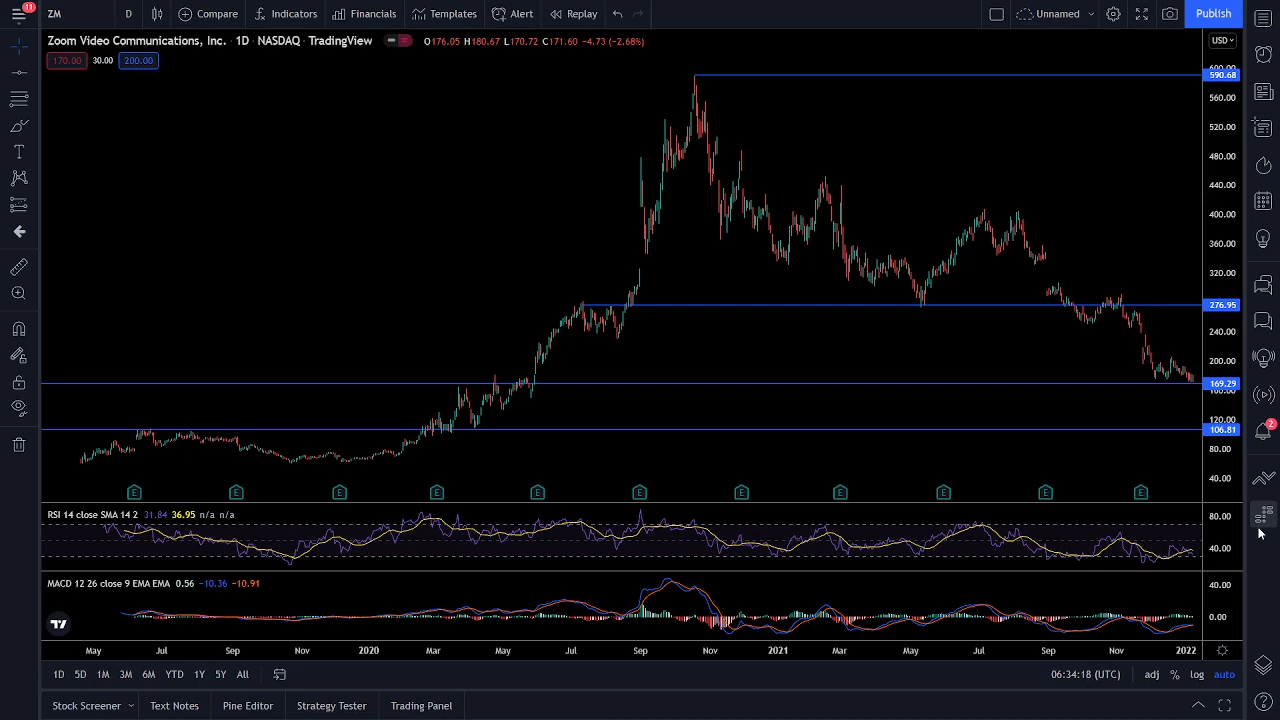 11 ZM D Compare Indicators Financials Templates Alert Replay Unnamed Publish
Zoom Video Communications, Inc. · 1D · NASDAQ · TradingView O176.05 H180.67 L170.72 C171.60 −4.73 (−2.68%) USD
170.00 30.00 200.00
600.00
590.68
560.00
520.00
480.00
440.00
400.00
360.00
320.00
276.95
240.00
200.00
169.29
160.00
120.00
106.81
80.00
40.00
2
E E E E E E E E E E E
RSI 14 close SMA 14 2 31.84 36.95 n/a n/a 80.00
40.00
MACD 12 26 close 9 EMA EMA 0.56 −10.36 −10.91 40.00
0.00
May Jul Sep Nov 2020 Mar May Jul Sep Nov 2021 Mar May Jul Sep Nov 2022
1D 5D 1M 3M 6M YTD 1Y 5Y All 06:34:18 (UTC) adj % log auto
Stock Screener Text Notes Pine Editor Strategy Tester Trading Panel